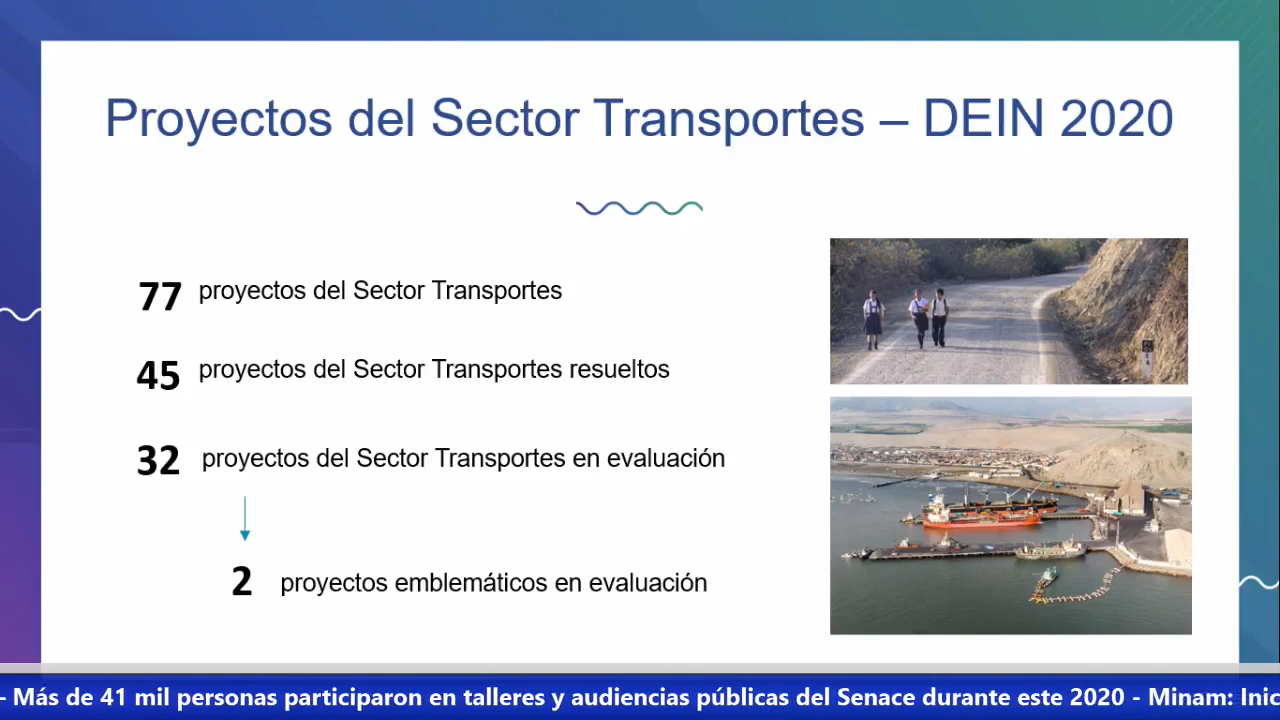 Proyectos del Sector Transportes – DEIN 2020
77 proyectos del Sector Transportes
45 proyectos del Sector Transportes resueltos
32 proyectos del Sector Transportes en evaluación
2 proyectos emblemáticos en evaluación
- Más de 41 mil personas participaron en talleres y audiencias públicas del Senace durante este 2020 - Minam: Inic